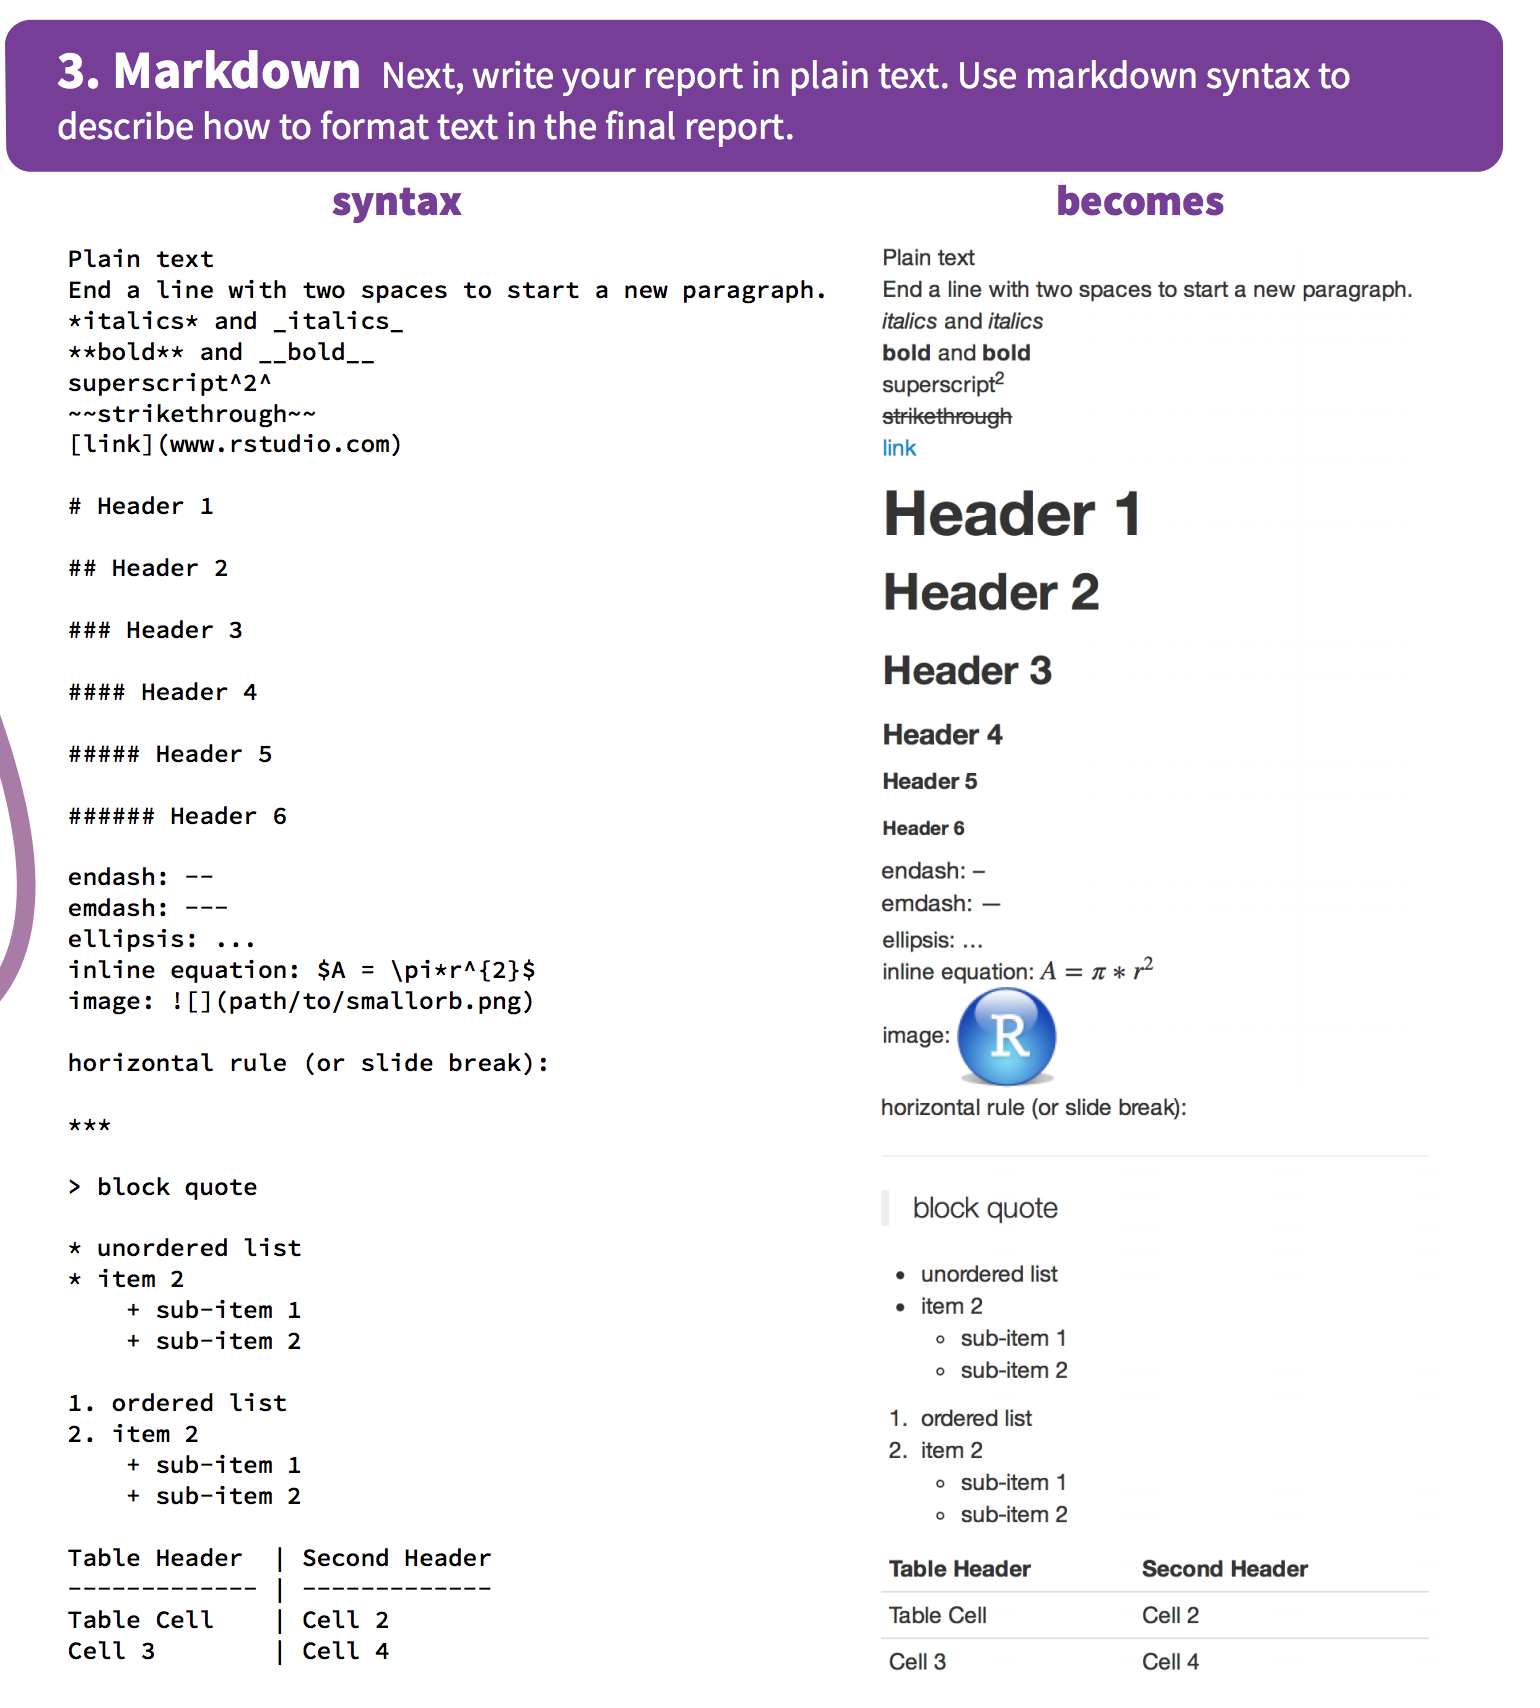 3. Markdown Next, write your report in plain text. Use markdown syntax to
describe how to format text in the final report.
syntax
Plain text
End a line with two spaces to start a new paragraph.
*italics* and _italics_
**bold** and __bold__
superscript^2^
~~strikethrough~~
[link](www.rstudio.com)
# Header 1
## Header 2
### Header 3
#### Header 4
##### Header 5
###### Header 6
endash: --
emdash: ---
ellipsis: ...
inline equation: $A = \pi*r^{2}$
image: ![](path/to/smallorb.png)
horizontal rule (or slide break):
***
> block quote
* unordered list
* item 2
    + sub-item 1
    + sub-item 2
1. ordered list
2. item 2
    + sub-item 1
    + sub-item 2
Table Header  | Second Header
------------- | -------------
Table Cell    | Cell 2
Cell 3        | Cell 4
becomes
Plain text
End a line with two spaces to start a new paragraph.
italics and italics
bold and bold
superscript²
strikethrough
link
Header 1
Header 2
Header 3
Header 4
Header 5
Header 6
endash: –
emdash: —
ellipsis: …
inline equation: A = π * r²
image: R
horizontal rule (or slide break):
block quote
• unordered list
• item 2
◦ sub-item 1
◦ sub-item 2
1. ordered list
2. item 2
◦ sub-item 1
◦ sub-item 2
Table Header Second Header
Table Cell Cell 2
Cell 3 Cell 4